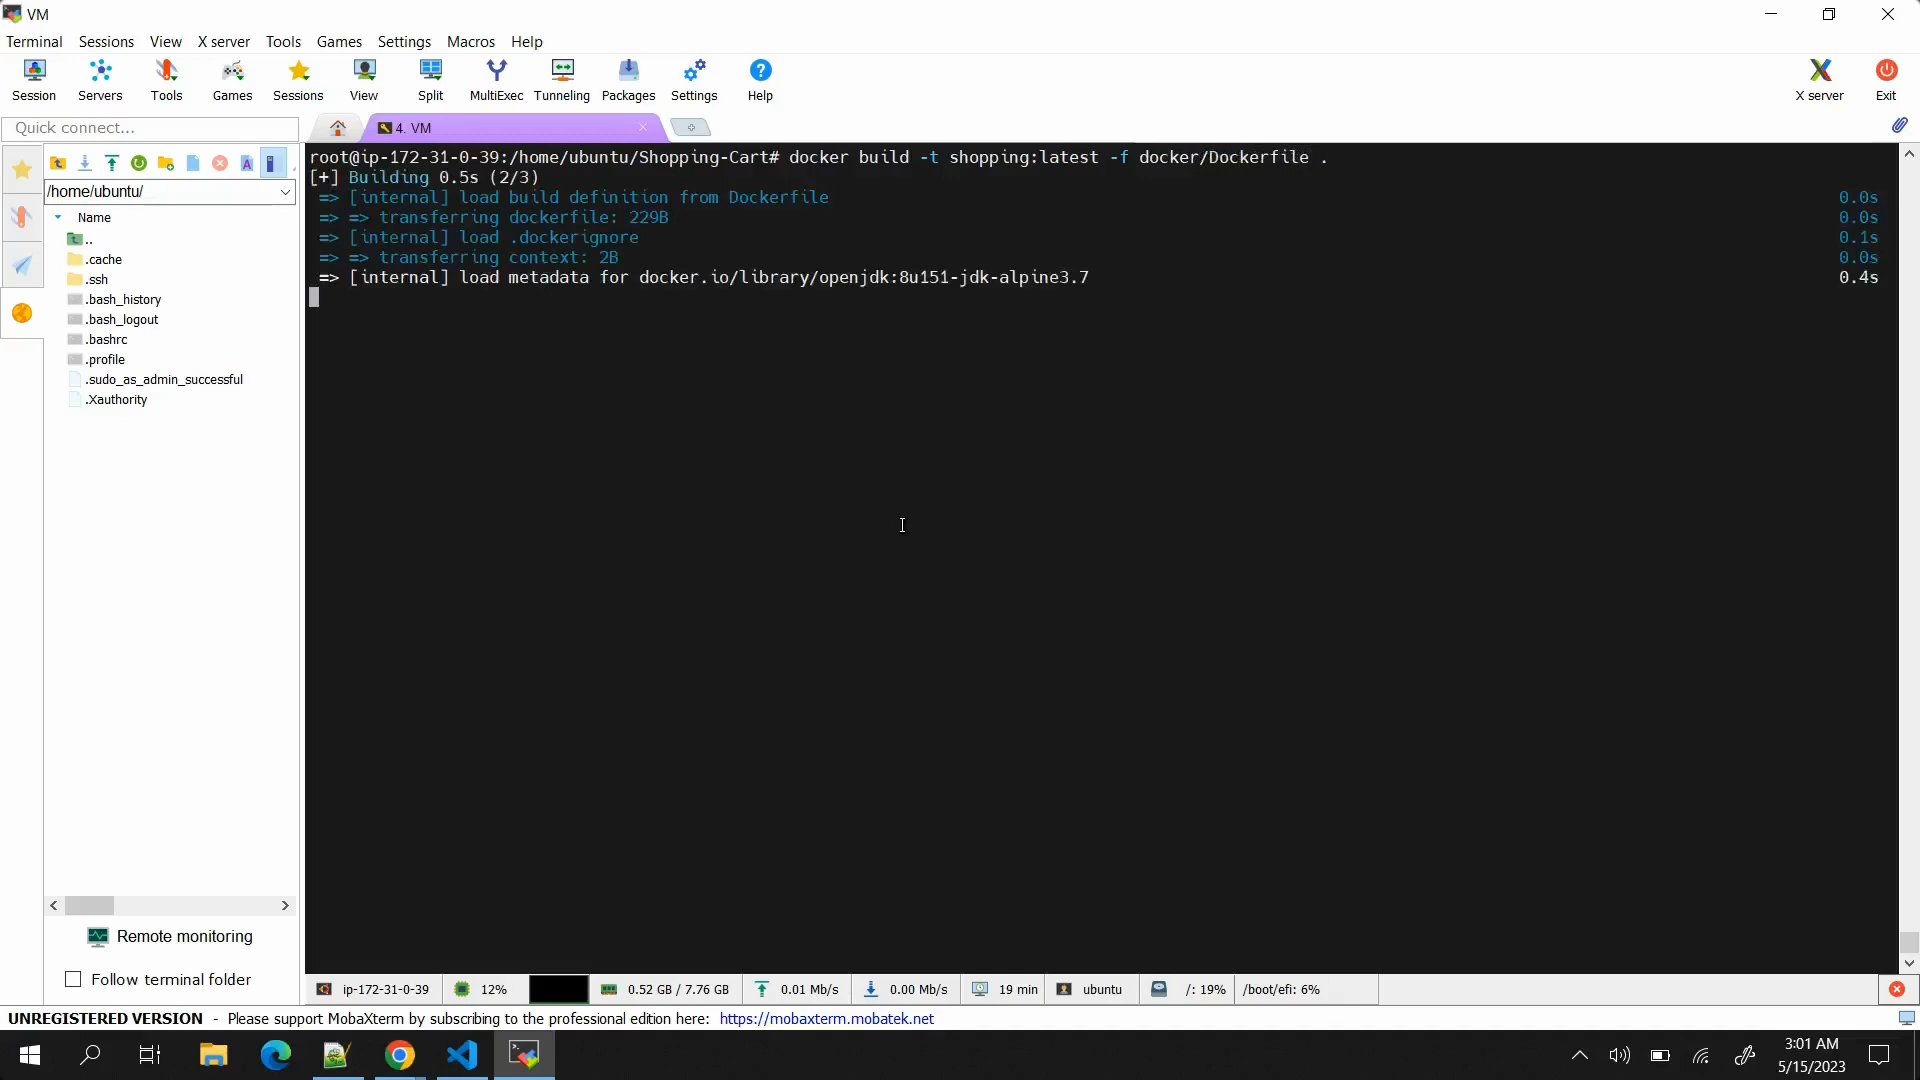 VM
Terminal Sessions View X server Tools Games Settings Macros Help
Session Servers Tools Games Sessions View Split MultiExec Tunneling Packages Settings Help X server Exit
Quick connect...
4. VM
/home/ubuntu/
Name
..
.cache
.ssh
.bash_history
.bash_logout
.bashrc
.profile
.sudo_as_admin_successful
.Xauthority
Remote monitoring
Follow terminal folder
root@ip-172-31-0-39:/home/ubuntu/Shopping-Cart# docker build -t shopping:latest -f docker/Dockerfile .
[+] Building 0.5s (2/3)
=> [internal] load build definition from Dockerfile 0.0s
=> => transferring dockerfile: 229B 0.0s
=> [internal] load .dockerignore 0.1s
=> => transferring context: 2B 0.0s
=> [internal] load metadata for docker.io/library/openjdk:8u151-jdk-alpine3.7 0.4s
ip-172-31-0-39 12% 0.52 GB / 7.76 GB 0.01 Mb/s 0.00 Mb/s 19 min ubuntu /: 19% /boot/efi: 6%
UNREGISTERED VERSION - Please support MobaXterm by subscribing to the professional edition here: https://mobaxterm.mobatek.net
3:01 AM
5/15/2023